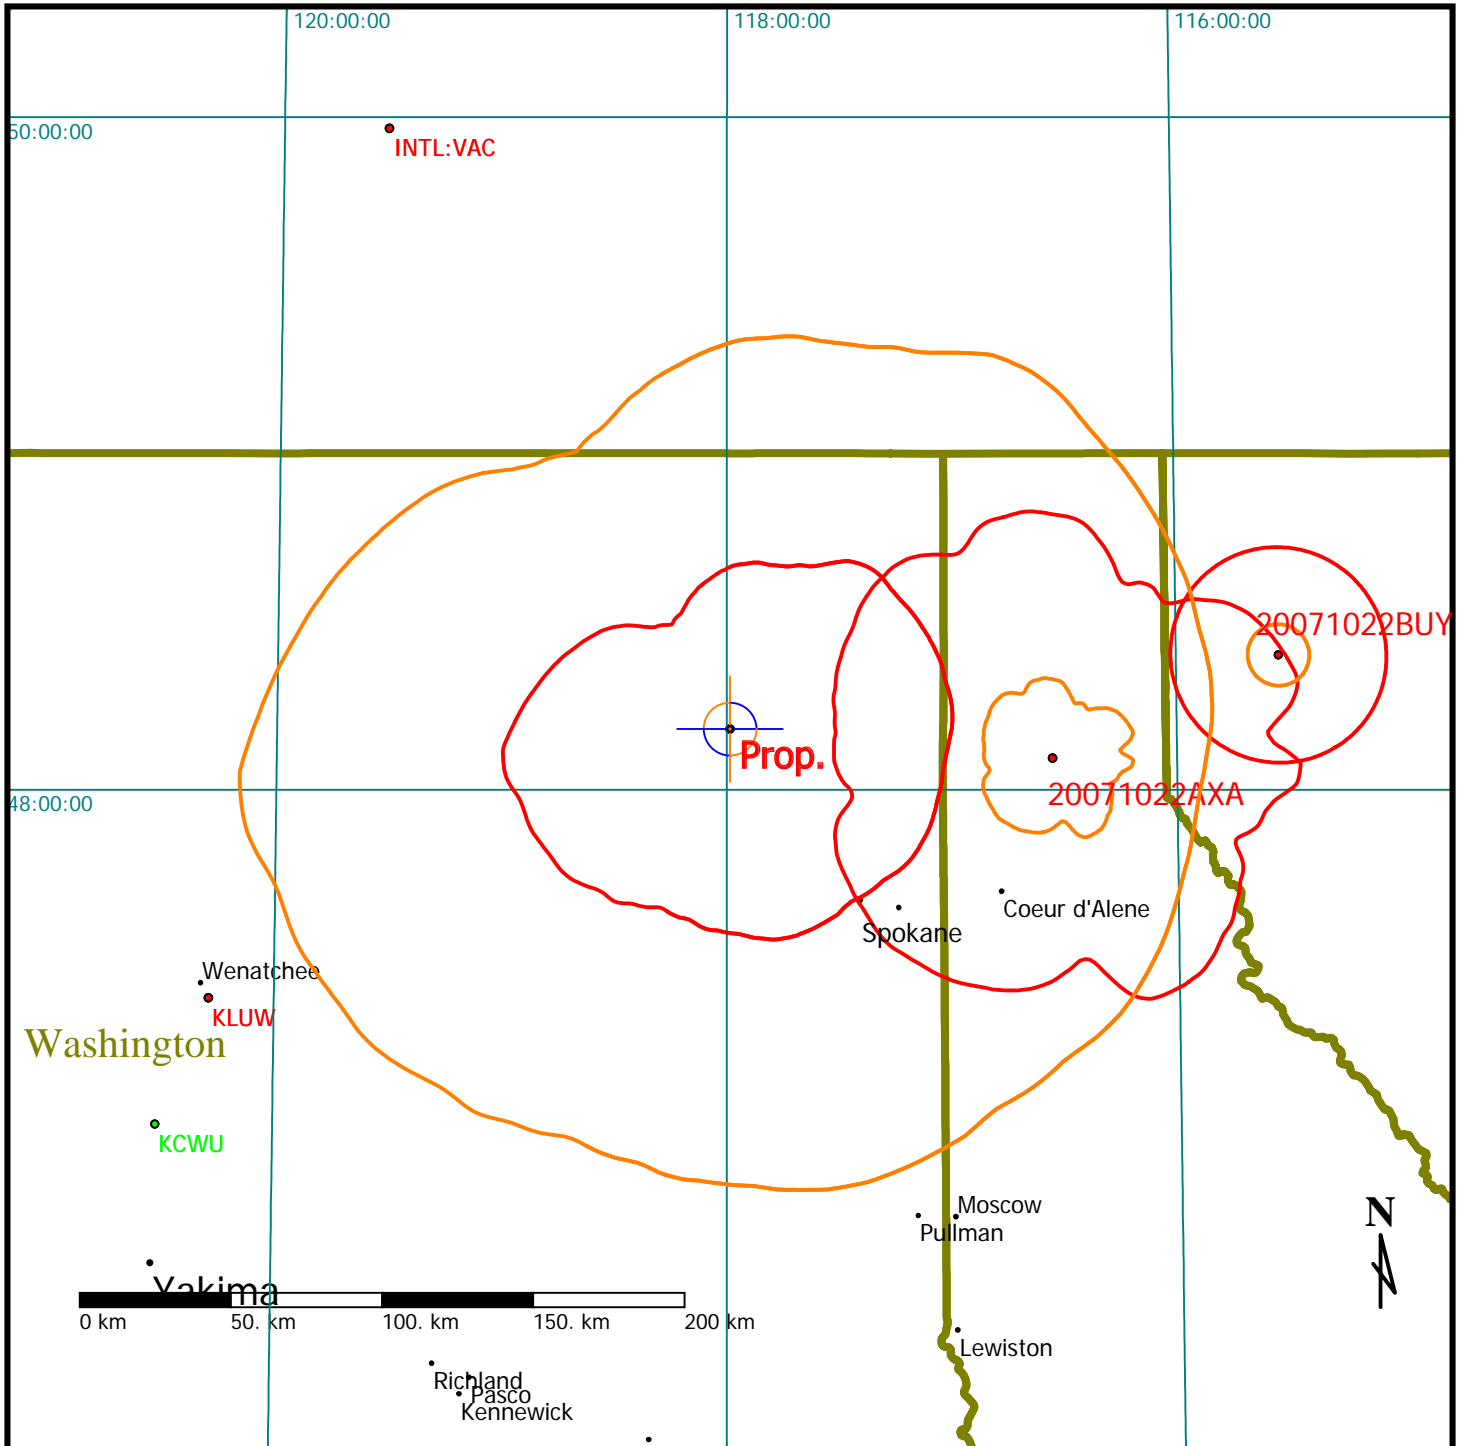 120:00:00
118:00:00
116:00:00
50:00:00
INTL:VAC
20071022BUY
Prop.
20071022AXA
48:00:00
Coeur d'Alene
Spokane
Wenatchee
KLUW
Washington
KCWU
Moscow
Pullman
N
Yakima
0 km
50. km
100. km
150. km
200 km
Lewiston
Richland
Pasco
Kennewick